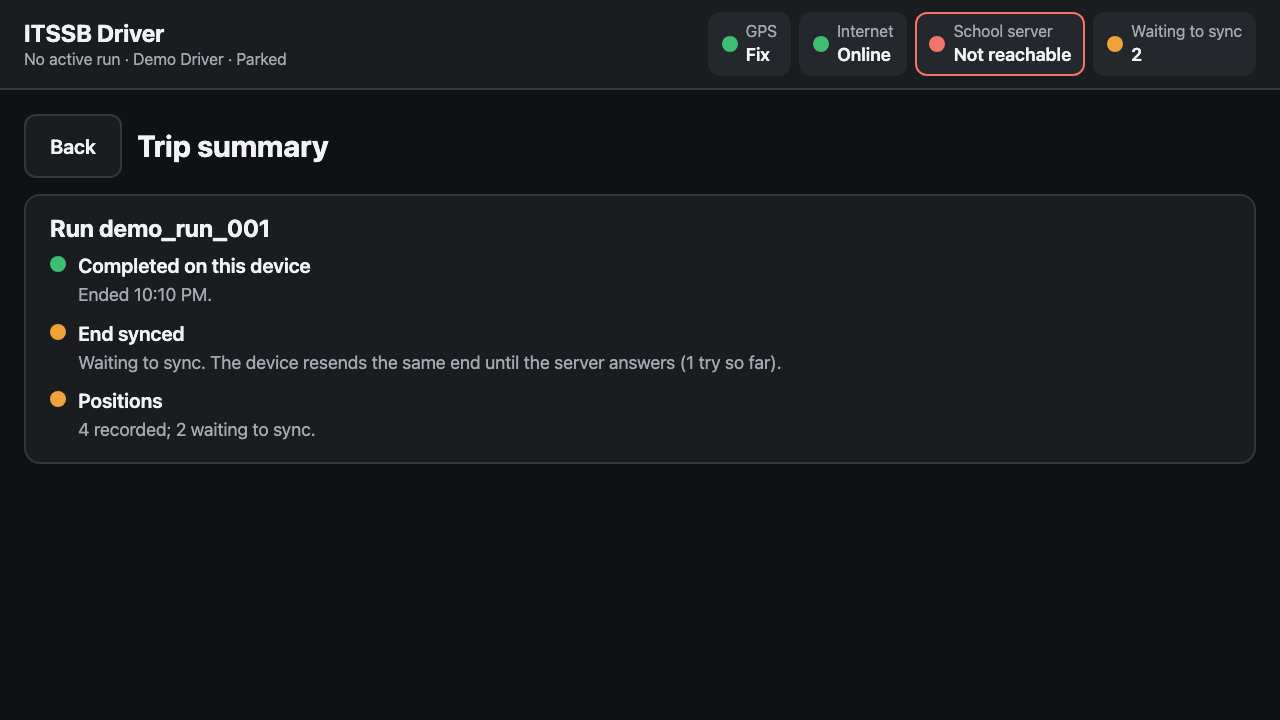 ITSSB Driver
No active run · Demo Driver · Parked
GPS
Fix
Internet
Online
School server
Not reachable
Waiting to sync
2
Back
Trip summary
Run demo_run_001
Completed on this device
Ended 10:10 PM.
End synced
Waiting to sync. The device resends the same end until the server answers (1 try so far).
Positions
4 recorded; 2 waiting to sync.